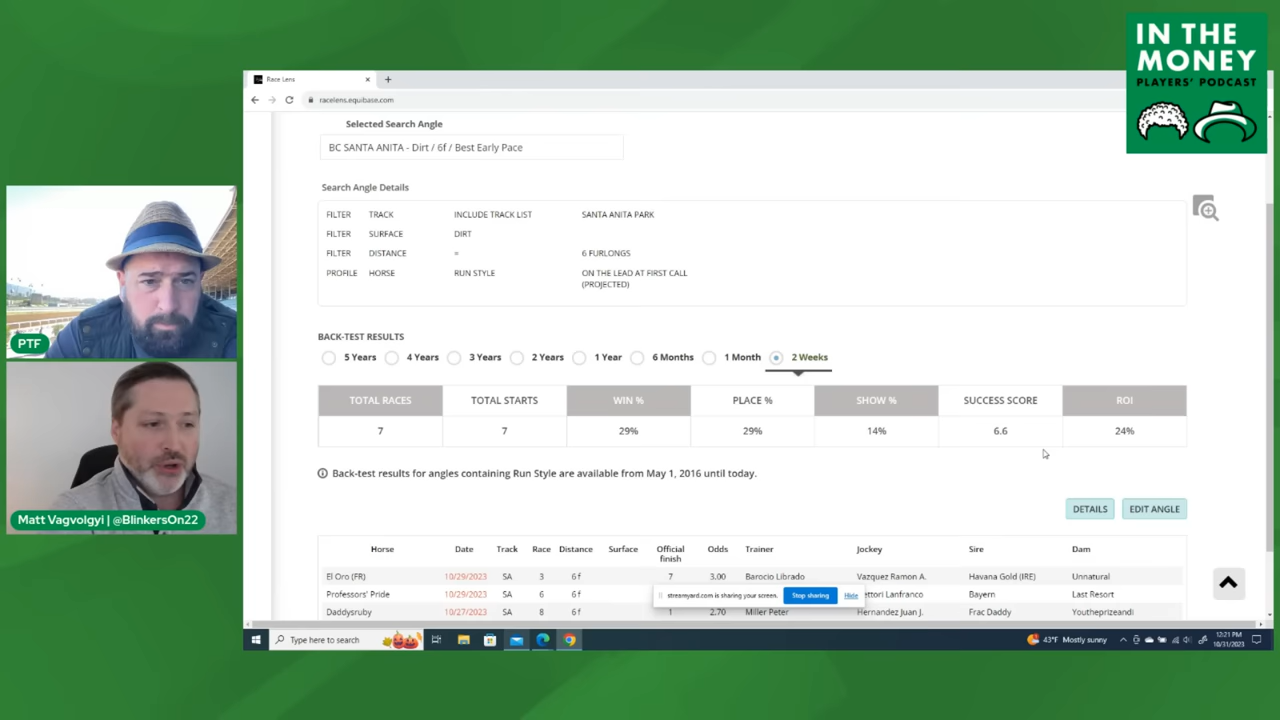 IN THE
MONEY
PLAYERS' PODCAST
Race Lens
racelens.equibase.com
Selected Search Angle
BC SANTA ANITA - Dirt / 6f / Best Early Pace
Search Angle Details
FILTER TRACK INCLUDE TRACK LIST SANTA ANITA PARK
FILTER SURFACE DIRT
FILTER DISTANCE = 6 FURLONGS
PROFILE HORSE RUN STYLE ON THE LEAD AT FIRST CALL
(PROJECTED)
BACK-TEST RESULTS
5 Years 4 Years 3 Years 2 Years 1 Year 6 Months 1 Month 2 Weeks
TOTAL RACES TOTAL STARTS WIN % PLACE % SHOW % SUCCESS SCORE ROI
7 7 29% 29% 14% 6.6 24%
Back-test results for angles containing Run Style are available from May 1, 2016 until today.
DETAILS EDIT ANGLE
Horse Date Track Race Distance Surface Official finish Odds Trainer Jockey Sire Dam
El Oro (FR) 10/29/2023 SA 3 6f 7 3.00 Barocio Librado Vazquez Ramon A. Havana Gold (IRE) Unnatural
Professors' Pride 10/29/2023 SA 6 6f ettori Lanfranco Bayern Last Resort
Daddysruby 10/27/2023 SA 8 6f 1 2.70 Miller Peter Hernandez Juan J. Frac Daddy Youtheprizeandi
streamyard.com is sharing your screen. Stop sharing Hide
PTF
Matt Vagvolgyi | @BlinkersOn22
Type here to search
43°F Mostly sunny
12:21 PM
10/31/2023